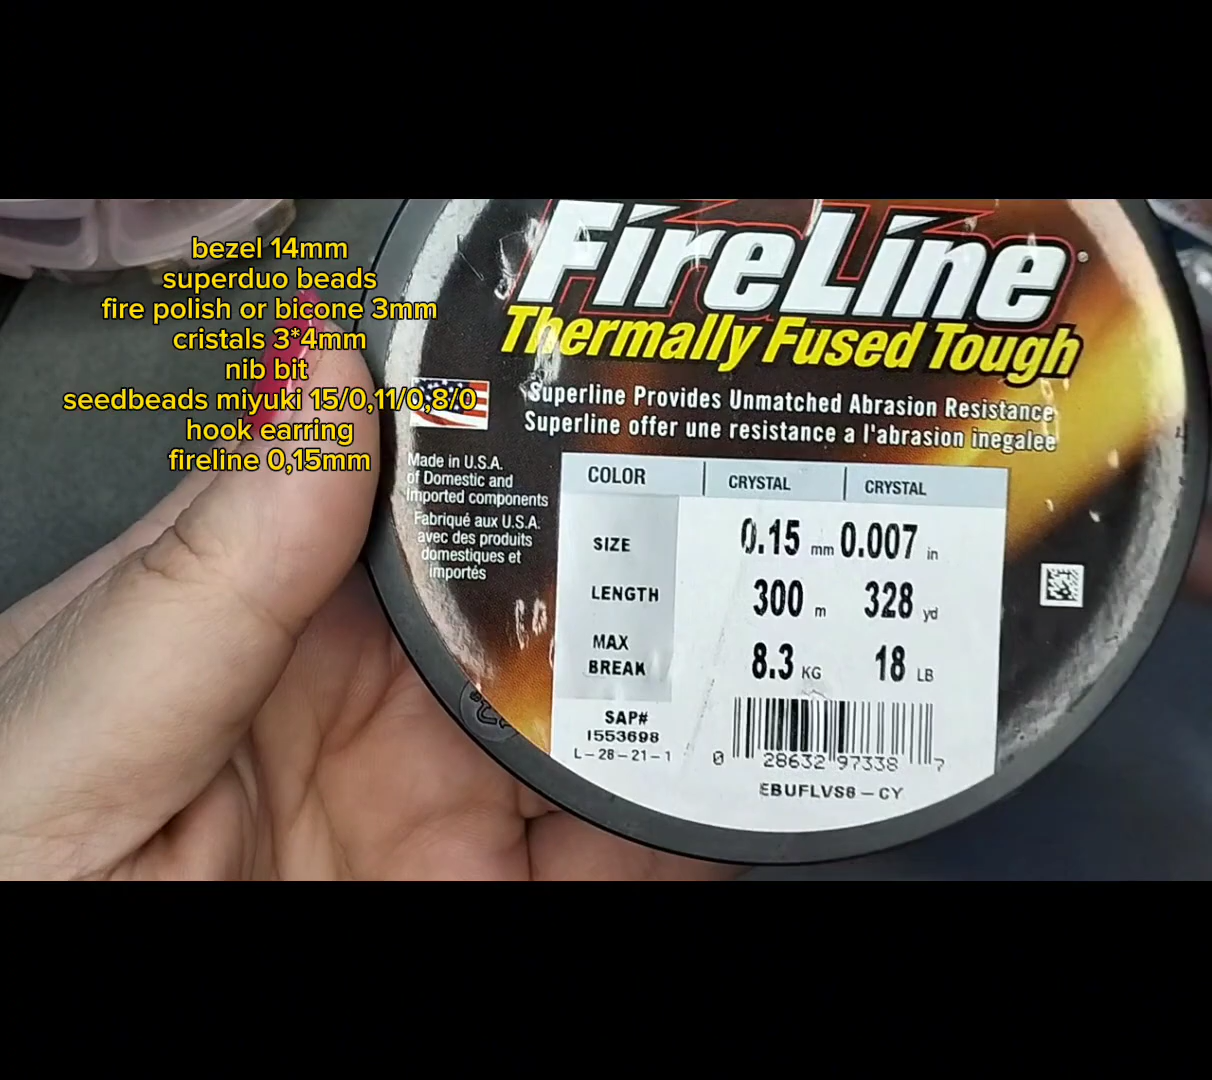 bezel 14mm
superduo beads
fire polish or bicone 3mm
cristals 3*4mm
nib bit
seedbeads miyuki 15/0,11/0,8/0
hook earring
fireline 0,15mm
FireLine®
Thermally Fused Tough
Superline Provides Unmatched Abrasion Resistance
Superline offer une resistance a l'abrasion inegalee
Made in U.S.A.
of Domestic and
Imported components
Fabriqué aux U.S.A.
avec des produits
domestiques et
importés
COLOR CRYSTAL CRYSTAL
SIZE 0.15 mm 0.007 in
LENGTH 300 m 328 yd
MAX
BREAK 8.3 KG 18 LB
SAP#
1553698
L-28-21-1
0 28632 97338 7
EBUFLVS8-CY